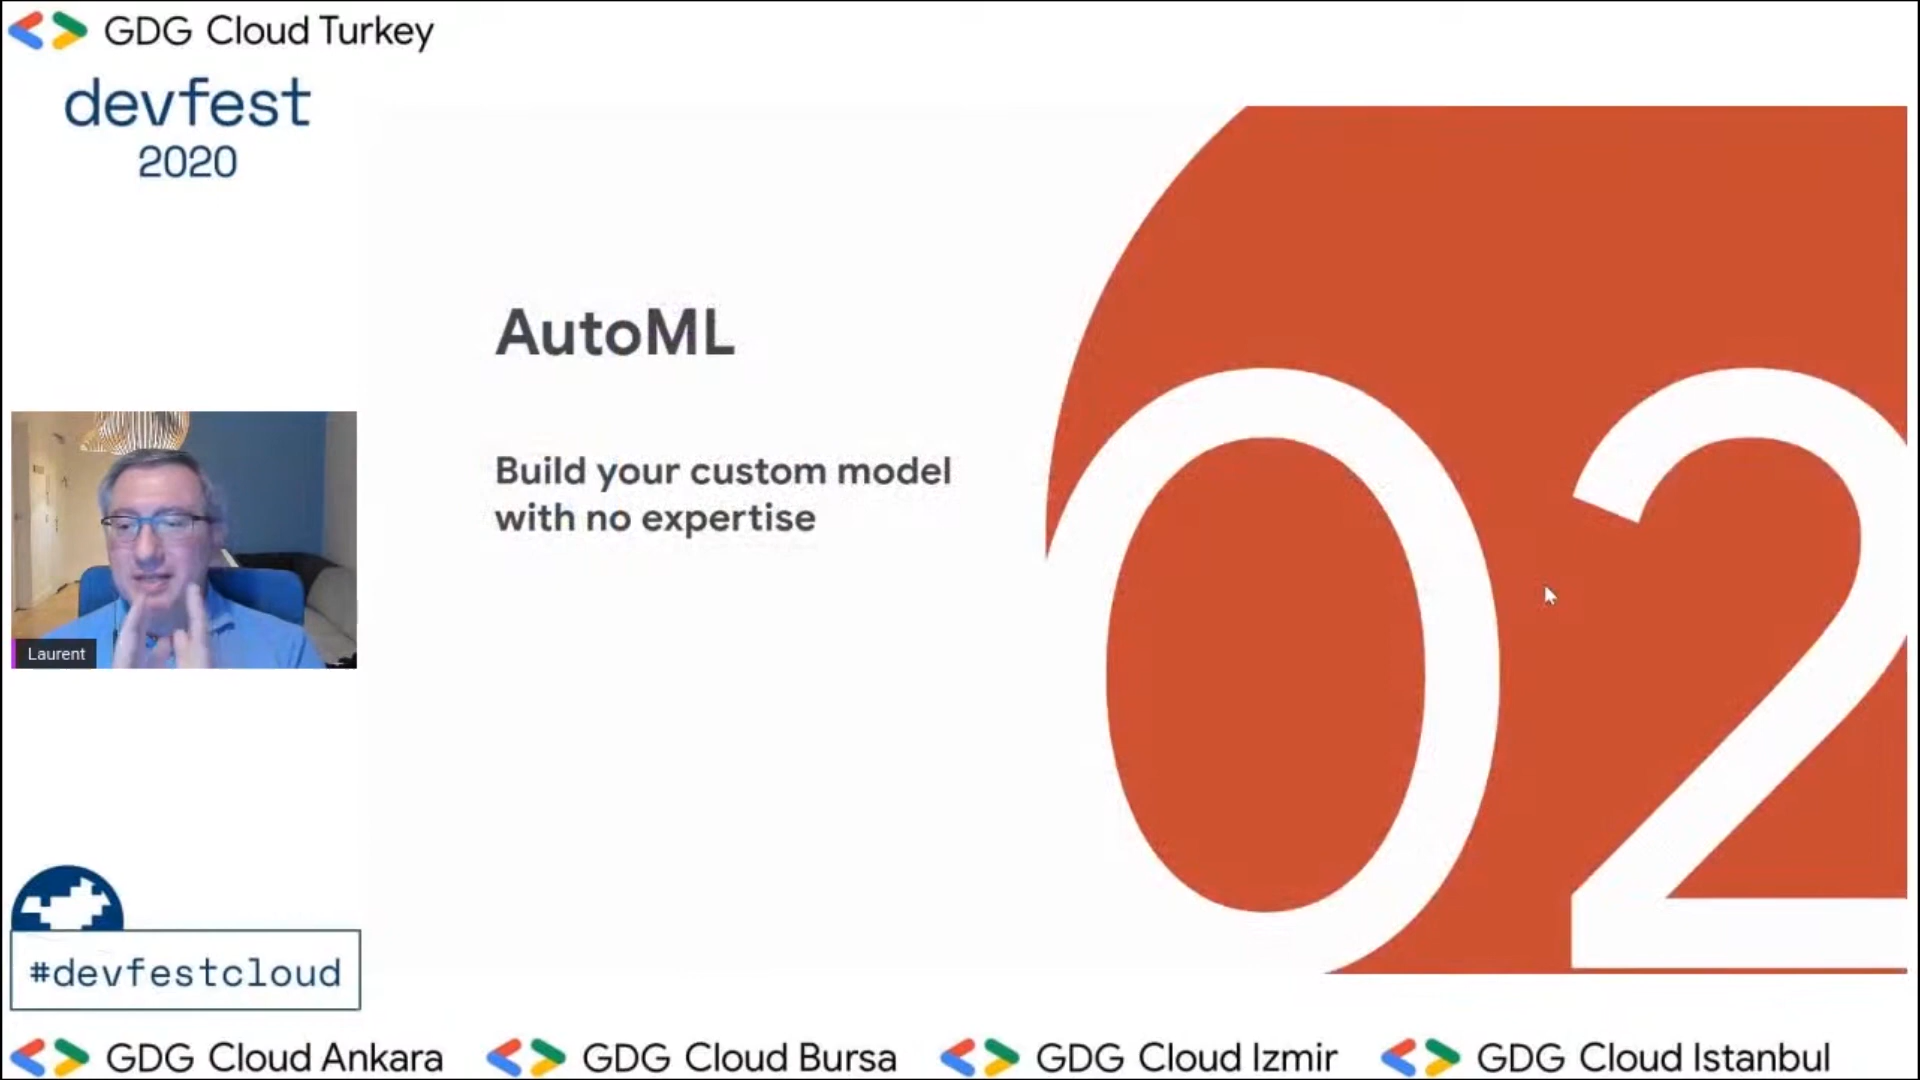 GDG Cloud Turkey
devfest
2020
AutoML
Build your custom model
with no expertise
02
Laurent
#devfestcloud
GDG Cloud Ankara
GDG Cloud Bursa
GDG Cloud Izmir
GDG Cloud Istanbul